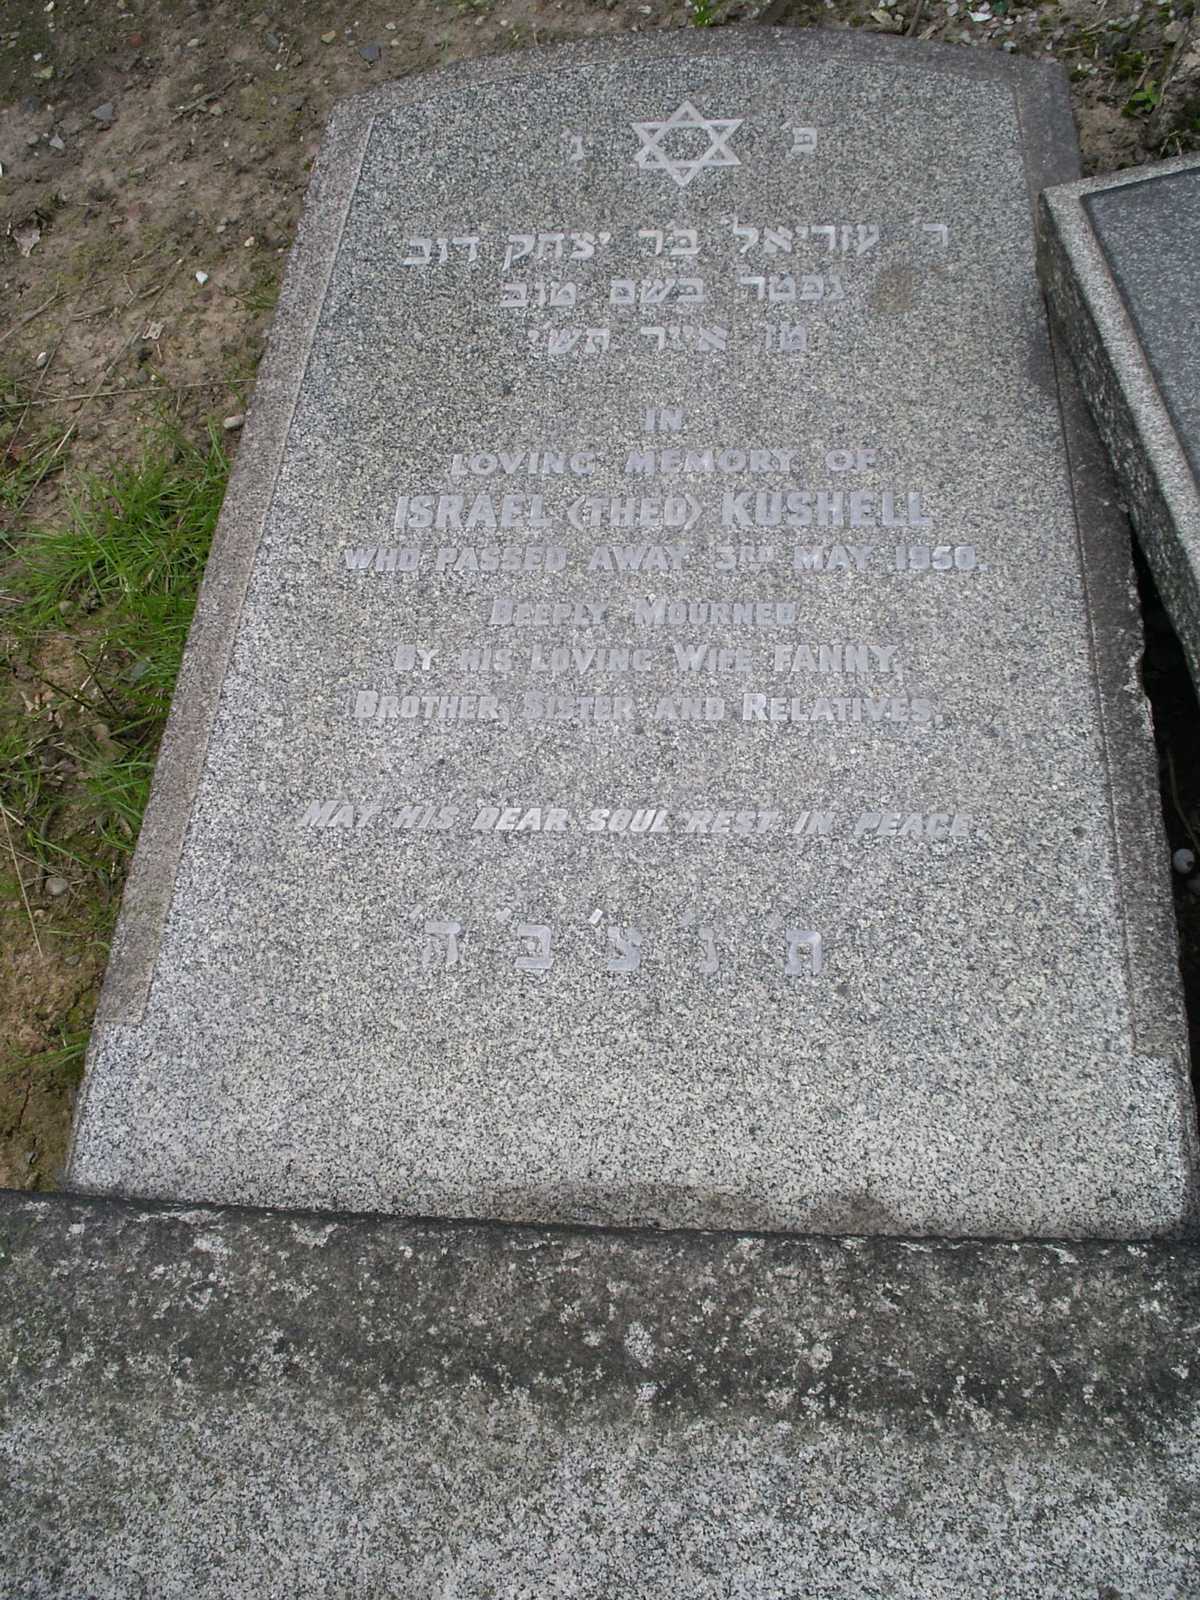 פ' נ'
ר' עזריאל בר יצחק דוב
נפטר בשם טוב
טז אייר תשי
IN
LOVING MEMORY OF
ISRAEL (THEO) KUSHELL
WHO PASSED AWAY 3RD MAY 1950.
DEEPLY MOURNED
BY HIS LOVING WIFE FANNY,
BROTHER, SISTER AND RELATIVES.
MAY HIS DEAR SOUL REST IN PEACE
ת' נ' צ' ב' ה'